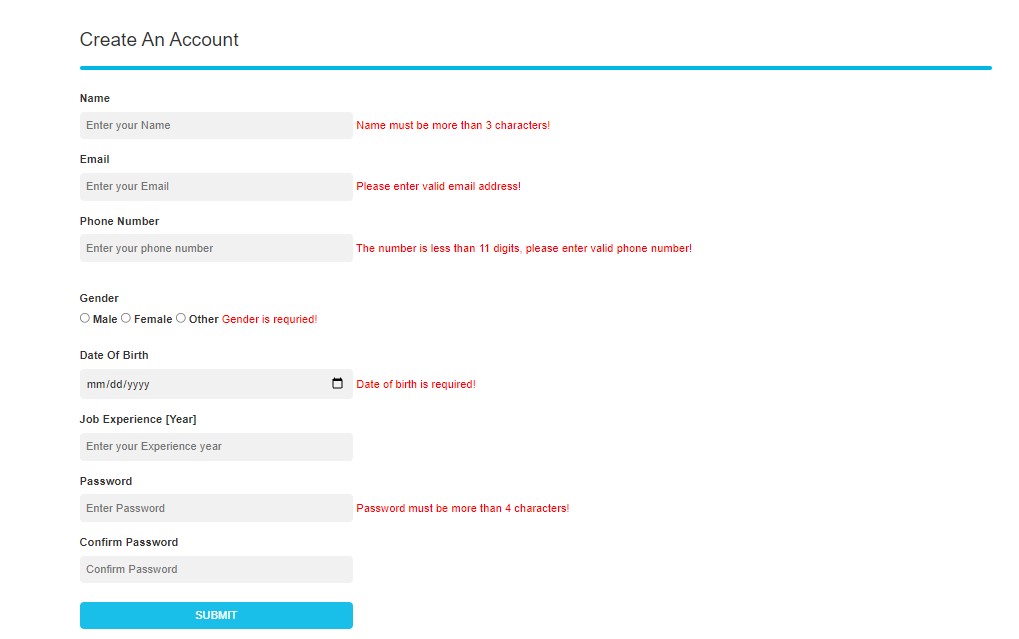 Create An Account
Name
Enter your Name Name must be more than 3 characters!
Email
Enter your Email Please enter valid email address!
Phone Number
Enter your phone number The number is less than 11 digits, please enter valid phone number!
Gender
Male Female Other Gender is requried!
Date Of Birth
mm/dd/yyyy Date of birth is required!
Job Experience [Year]
Enter your Experience year
Password
Enter Password Password must be more than 4 characters!
Confirm Password
Confirm Password
SUBMIT